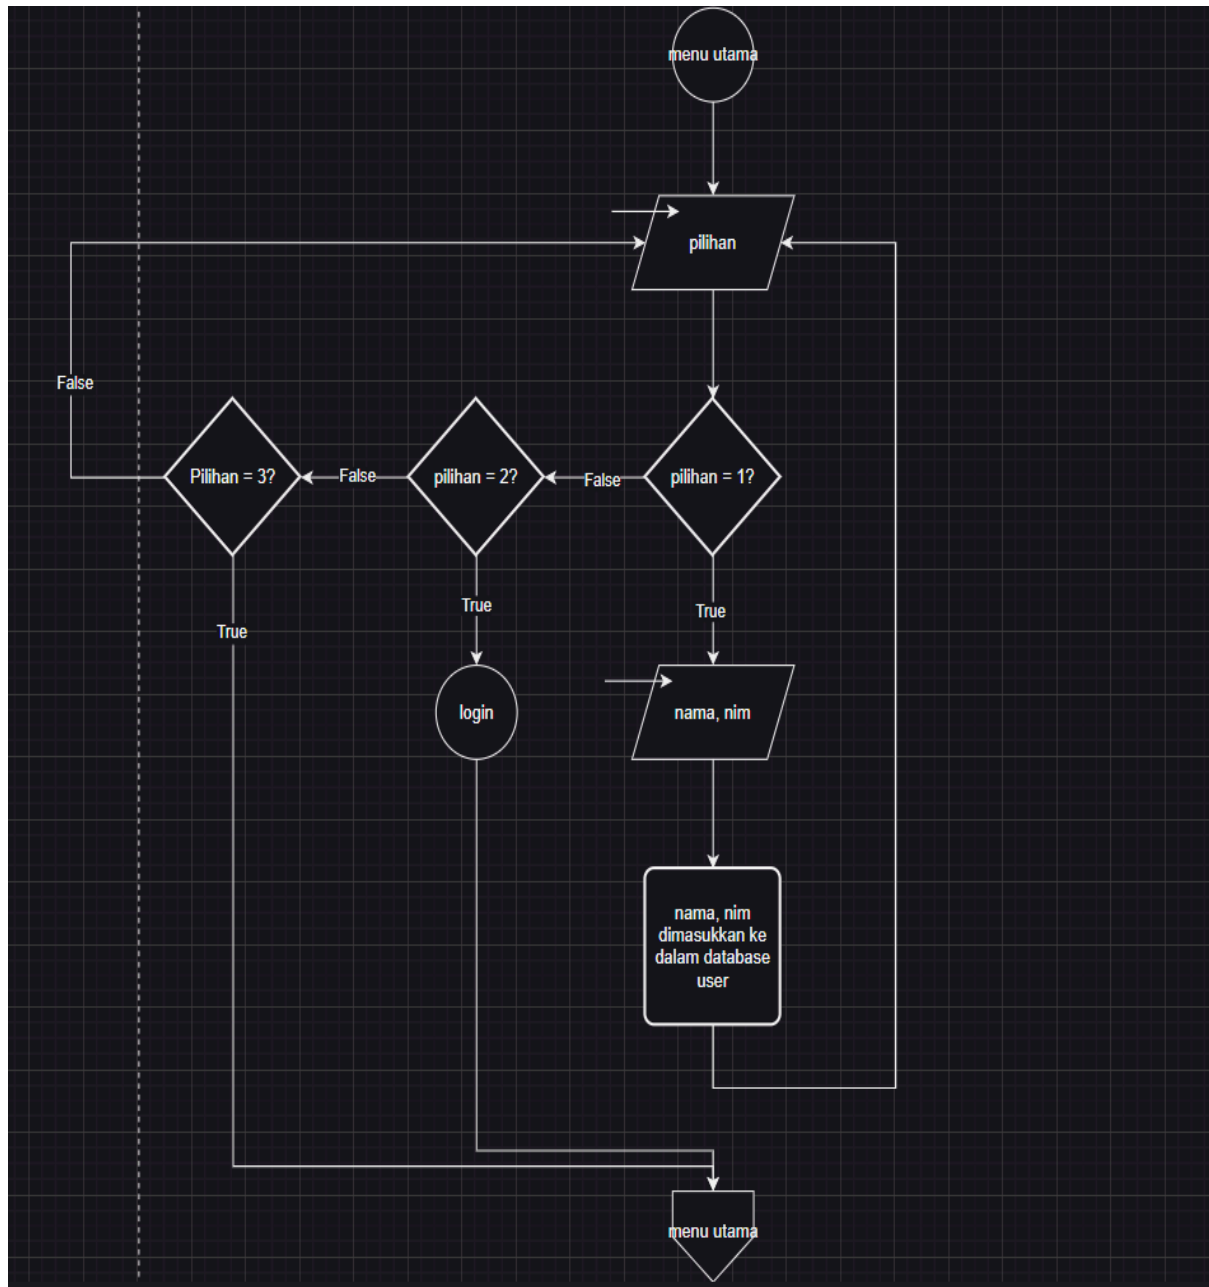 menu utama
pilihan
False
Pilihan = 3?
False
pilihan = 2?
False
pilihan = 1?
True
True
True
login
nama, nim
nama, nim
dimasukkan ke
dalam database
user
menu utama